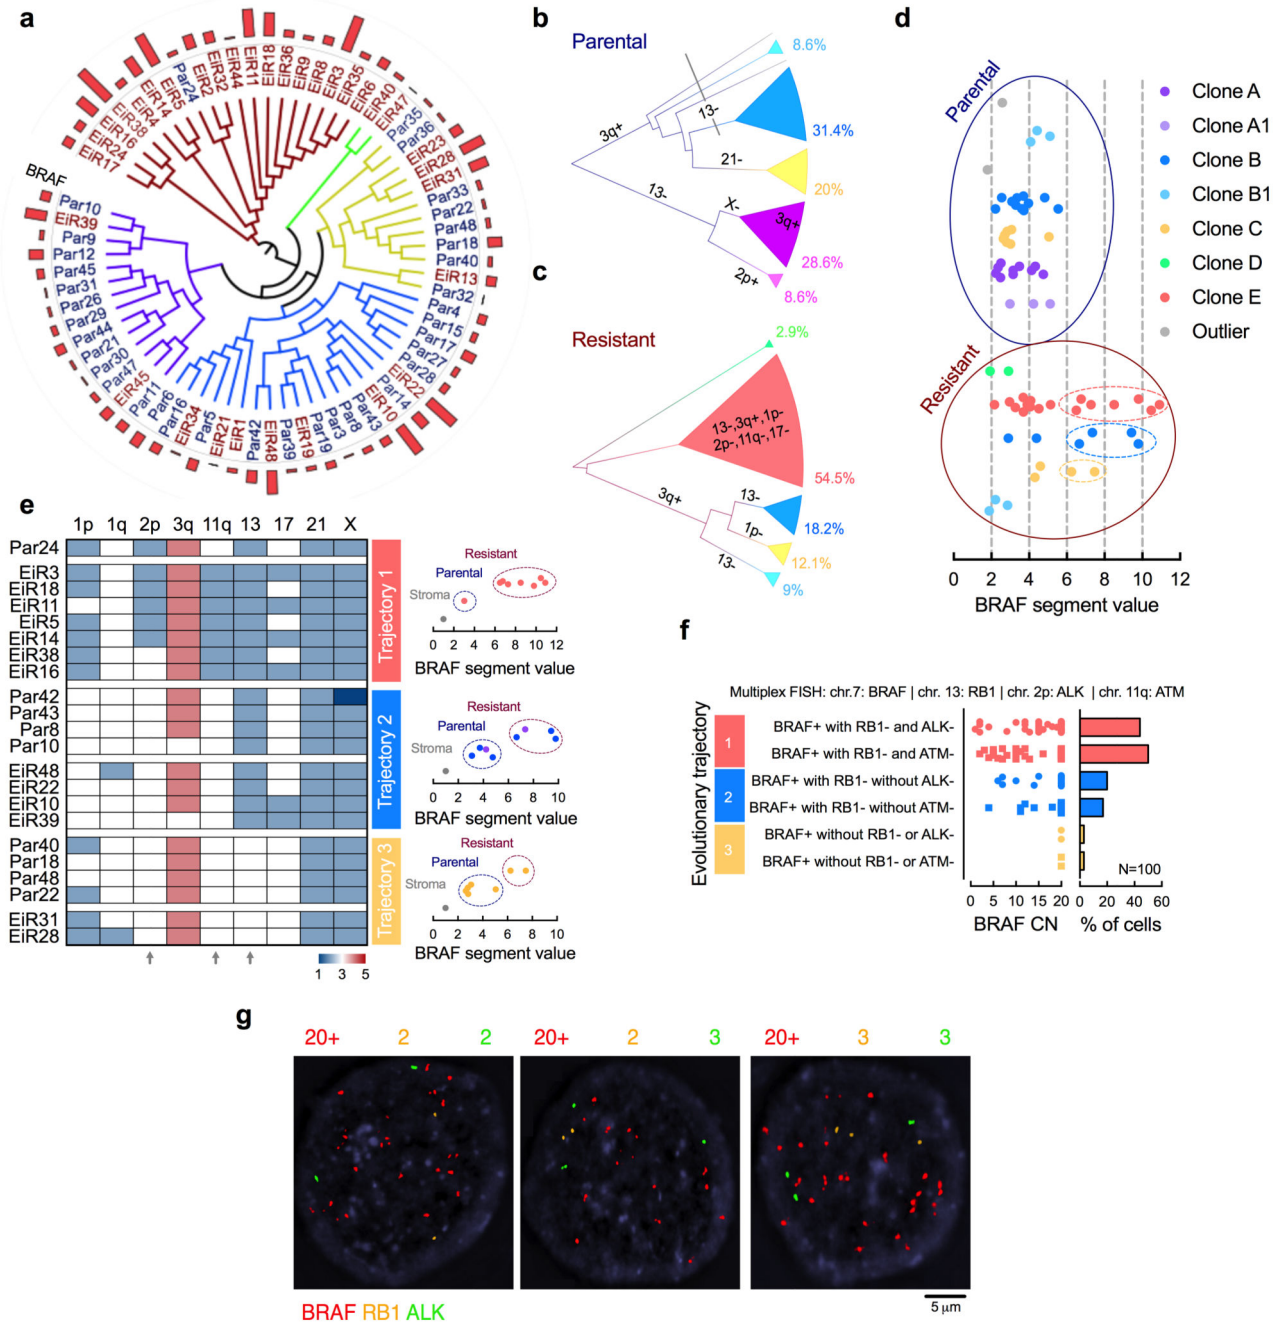 a
BRAF
EiR17
EiR24
EiR16
EiR38
EiR4
EiR14
EiR5
Par24
EiR2
EiR32
EiR44
EiR11
EiR18
EiR36
EiR9
EiR8
EiR3
EiR35
EiR6
EiR40
EiR47
Par35
Par36
EiR23
EiR28
EiR31
Par33
Par22
Par48
Par18
Par40
EiR13
Par32
Par4
Par15
Par17
Par27
Par28
EiR22
Par14
EiR10
Par43
Par8
Par3
Par19
EiR19
Par39
EiR48
Par42
EiR1
EiR21
Par5
EiR34
Par16
Par6
Par11
EiR45
Par47
Par30
Par21
Par44
Par29
Par26
Par31
Par45
Par12
Par9
EiR39
Par10
b
Parental
8.6%
3q+
13-
31.4%
21-
20%
13-
X-
3q+
28.6%
2p+
8.6%
c
Resistant
2.9%
13-,3q+,1p-
2p-,11q-,17-
54.5%
3q+
13-
18.2%
1p-
12.1%
13-
9%
d
Parental
Resistant
Clone A
Clone A1
Clone B
Clone B1
Clone C
Clone D
Clone E
Outlier
0 2 4 6 8 10 12
BRAF segment value
e
1p 1q 2p 3q 11q 13 17 21 X
Par24
EiR3
EiR18
EiR11
EiR5
EiR14
EiR38
EiR16
Par42
Par43
Par8
Par10
EiR48
EiR22
EiR10
EiR39
Par40
Par18
Par48
Par22
EiR31
EiR28
1 3 5
Trajectory 1
Resistant
Parental
Stroma
0 2 4 6 8 10 12
BRAF segment value
Trajectory 2
Resistant
Parental
Stroma
0 2 4 6 8 10
BRAF segment value
Trajectory 3
Resistant
Parental
Stroma
0 2 4 6 8 10
BRAF segment value
f
Multiplex FISH: chr.7: BRAF | chr. 13: RB1 | chr. 2p: ALK | chr. 11q: ATM
Evolutionary trajectory
1
2
3
BRAF+ with RB1- and ALK-
BRAF+ with RB1- and ATM-
BRAF+ with RB1- without ALK-
BRAF+ with RB1- without ATM-
BRAF+ without RB1- or ALK-
BRAF+ without RB1- or ATM-
N=100
0 5 10 15 20
BRAF CN
0 20 40 60
% of cells
g
20+ 2 2
20+ 2 3
20+ 3 3
BRAF RB1 ALK
5 µm